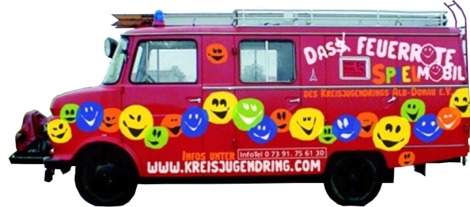 DAS FEUERROTE
SPIELMOBIL
DES KREISJUGENDRINGS ALB-DONAU E.V.
INFOS UNTER InfoTel 0 73 91. 75 61 30
WWW.KREISJUGENDRING.COM